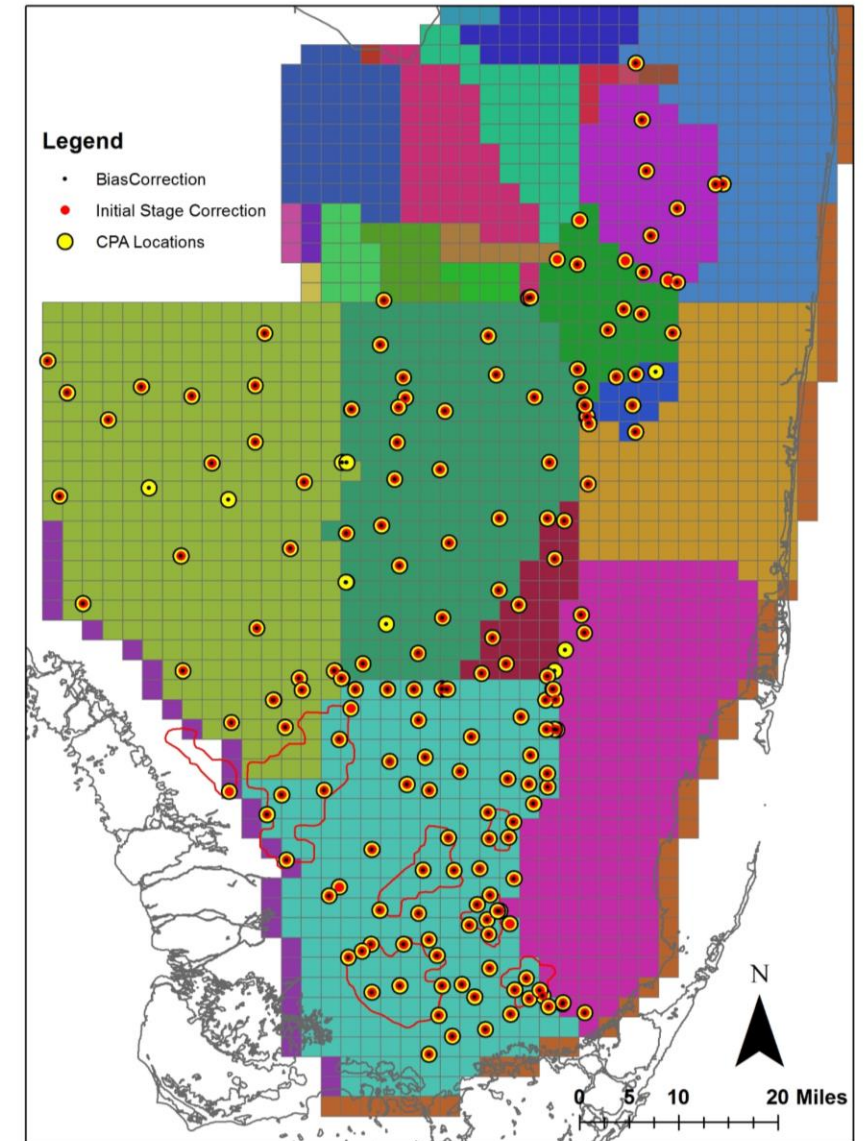 Legend
BiasCorrection
Initial Stage Correction
CPA Locations
N
0 5 10 20 Miles